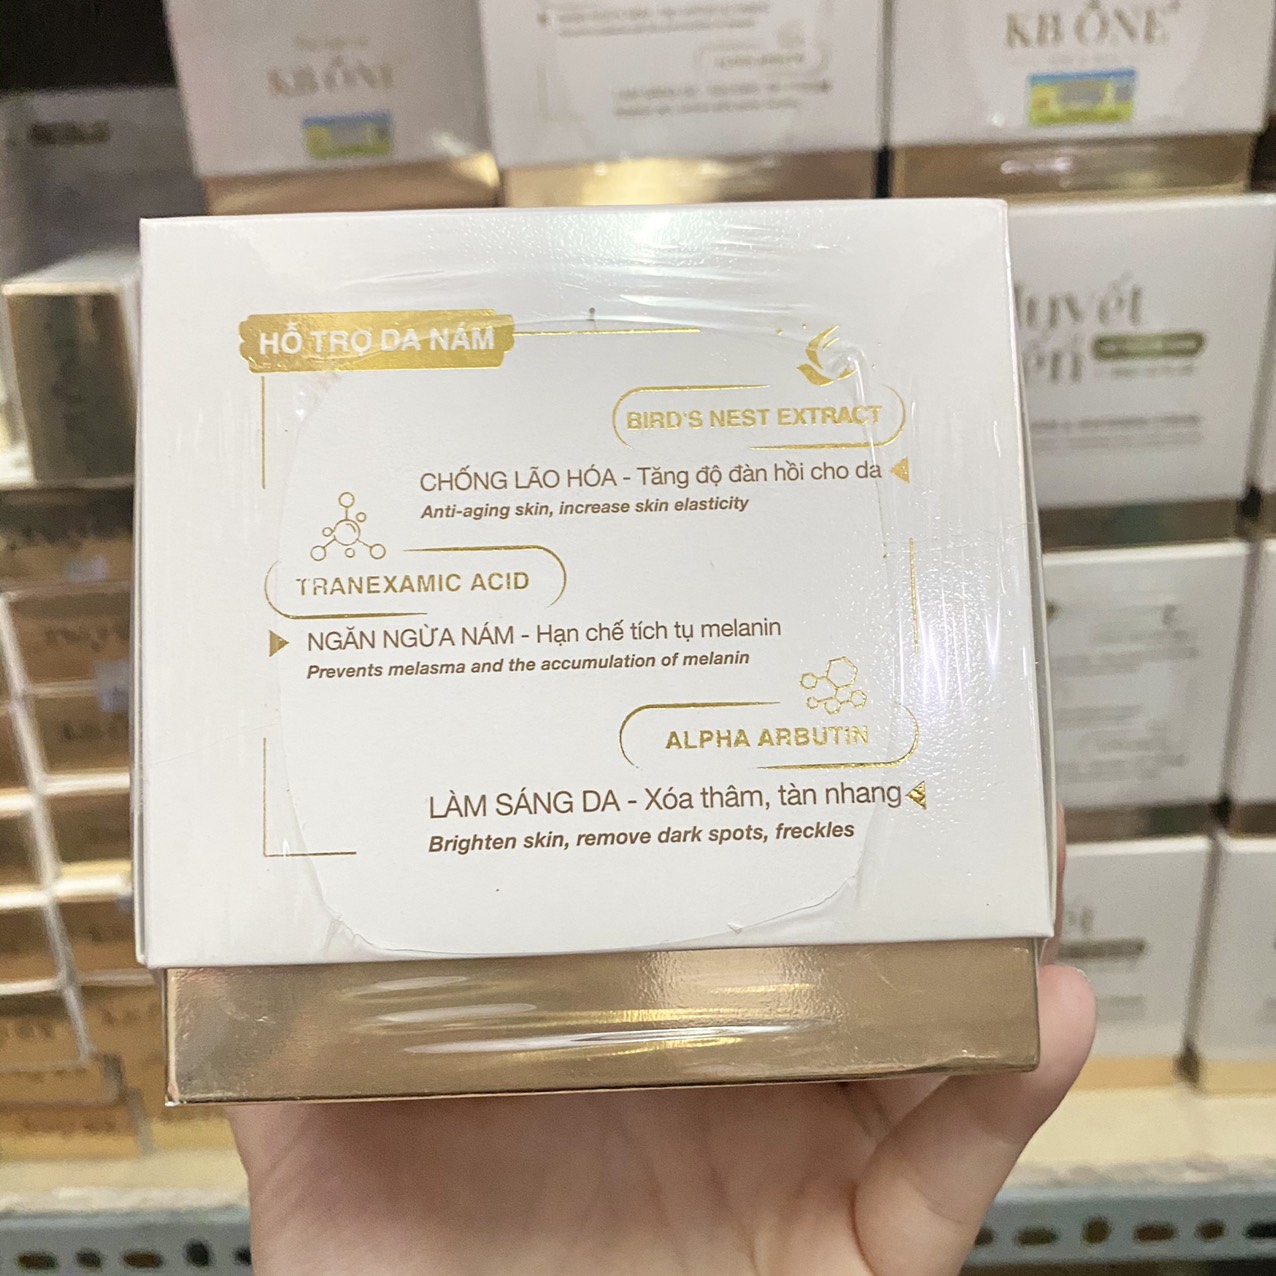 KB ONE
KB ONE
HỖ TRỢ DA NÁM
BIRD'S NEST EXTRACT
CHỐNG LÃO HÓA - Tăng độ đàn hồi cho da
Anti-aging skin, increase skin elasticity
TRANEXAMIC ACID
NGĂN NGỪA NÁM - Hạn chế tích tụ melanin
Prevents melasma and the accumulation of melanin
ALPHA ARBUTIN
LÀM SÁNG DA - Xóa thâm, tàn nhang
Brighten skin, remove dark spots, freckles